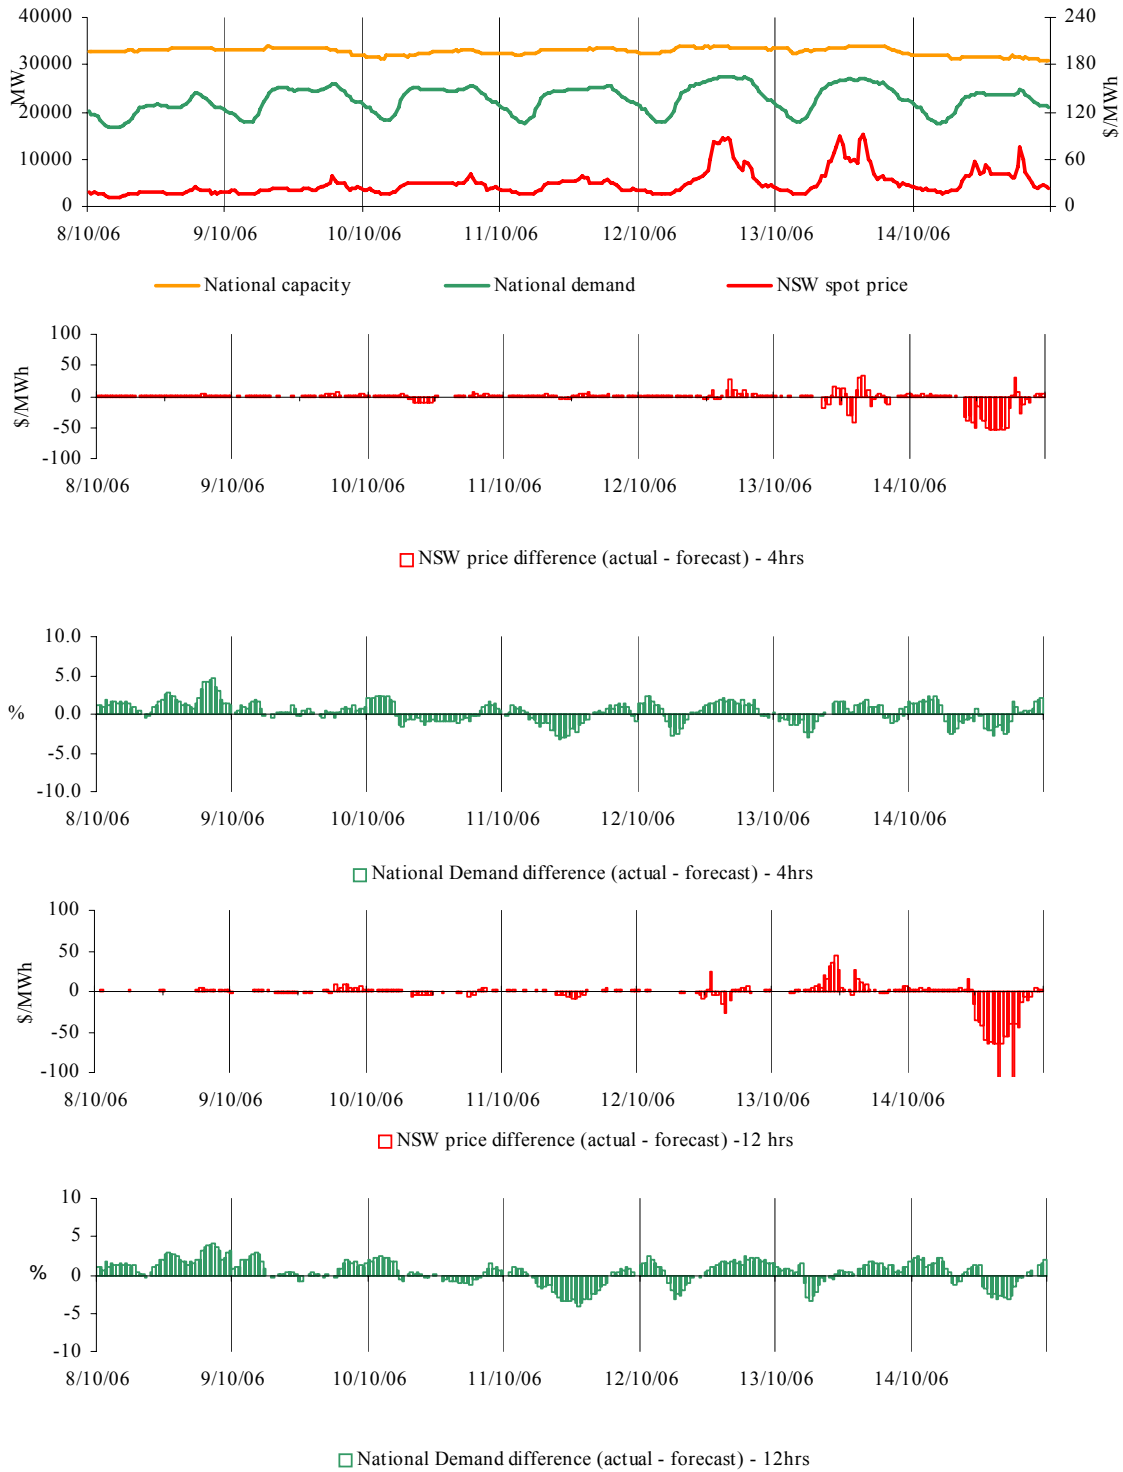 40000
30000
20000
10000
0
MW
240
180
120
60
0
$/MWh
8/10/06 9/10/06 10/10/06 11/10/06 12/10/06 13/10/06 14/10/06
National capacity National demand NSW spot price
100
50
0
-50
-100
$/MWh
8/10/06 9/10/06 10/10/06 11/10/06 12/10/06 13/10/06 14/10/06
NSW price difference (actual - forecast) - 4hrs
10.0
5.0
0.0
-5.0
-10.0
%
8/10/06 9/10/06 10/10/06 11/10/06 12/10/06 13/10/06 14/10/06
National Demand difference (actual - forecast) - 4hrs
100
50
0
-50
-100
$/MWh
8/10/06 9/10/06 10/10/06 11/10/06 12/10/06 13/10/06 14/10/06
NSW price difference (actual - forecast) -12 hrs
10
5
0
-5
-10
%
8/10/06 9/10/06 10/10/06 11/10/06 12/10/06 13/10/06 14/10/06
National Demand difference (actual - forecast) - 12hrs